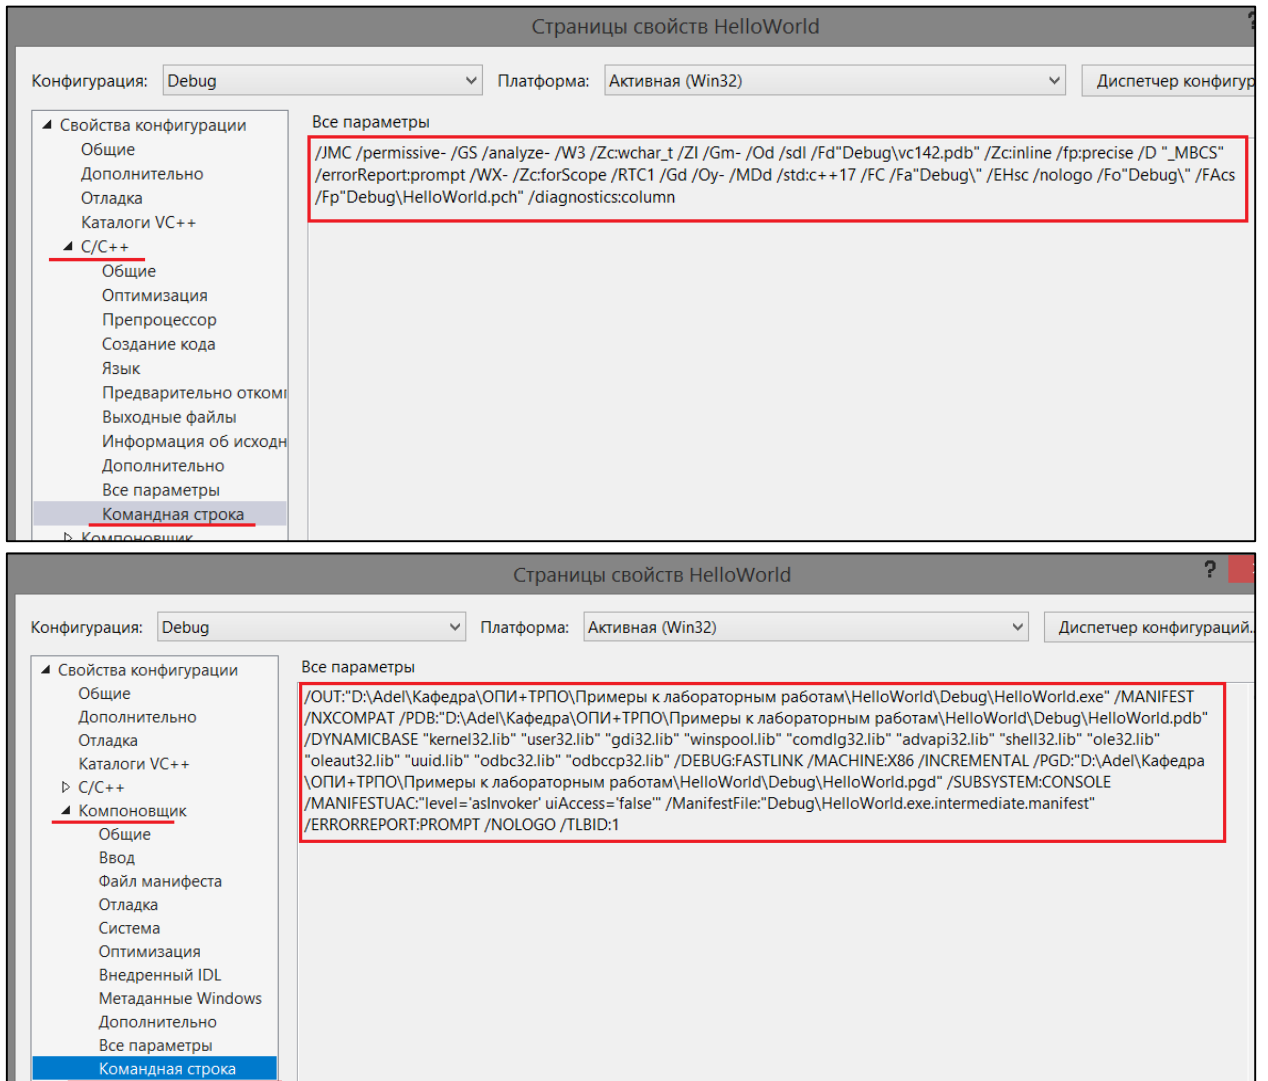 Страницы свойств HelloWorld
?
Конфигурация: Debug Платформа: Активная (Win32) Диспетчер конфигур
Свойства конфигурации
Общие
Дополнительно
Отладка
Каталоги VC++
C/C++
Общие
Оптимизация
Препроцессор
Создание кода
Язык
Предварительно отком
Выходные файлы
Информация об исходн
Дополнительно
Все параметры
Командная строка
Компоновщик
Все параметры
/JMC /permissive- /GS /analyze- /W3 /Zc:wchar_t /ZI /Gm- /Od /sdl /Fd"Debug\vc142.pdb" /Zc:inline /fp:precise /D "_MBCS"
/errorReport:prompt /WX- /Zc:forScope /RTC1 /Gd /Oy- /MDd /std:c++17 /FC /Fa"Debug\" /EHsc /nologo /Fo"Debug\" /FAcs
/Fp"Debug\HelloWorld.pch" /diagnostics:column
Страницы свойств HelloWorld
?
Конфигурация: Debug Платформа: Активная (Win32) Диспетчер конфигураций..
Свойства конфигурации
Общие
Дополнительно
Отладка
Каталоги VC++
C/C++
Компоновщик
Общие
Ввод
Файл манифеста
Отладка
Система
Оптимизация
Внедренный IDL
Метаданные Windows
Дополнительно
Все параметры
Командная строка
Все параметры
/OUT:"D:\Adel\Кафедра\ОПИ+ТРПО\Примеры к лабораторным работам\HelloWorld\Debug\HelloWorld.exe" /MANIFEST
/NXCOMPAT /PDB:"D:\Adel\Кафедра\ОПИ+ТРПО\Примеры к лабораторным работам\HelloWorld\Debug\HelloWorld.pdb"
/DYNAMICBASE "kernel32.lib" "user32.lib" "gdi32.lib" "winspool.lib" "comdlg32.lib" "advapi32.lib" "shell32.lib" "ole32.lib"
"oleaut32.lib" "uuid.lib" "odbc32.lib" "odbccp32.lib" /DEBUG:FASTLINK /MACHINE:X86 /INCREMENTAL /PGD:"D:\Adel\Кафедра
\ОПИ+ТРПО\Примеры к лабораторным работам\HelloWorld\Debug\HelloWorld.pgd" /SUBSYSTEM:CONSOLE
/MANIFESTUAC:"level='asInvoker' uiAccess='false'" /ManifestFile:"Debug\HelloWorld.exe.intermediate.manifest"
/ERRORREPORT:PROMPT /NOLOGO /TLBID:1